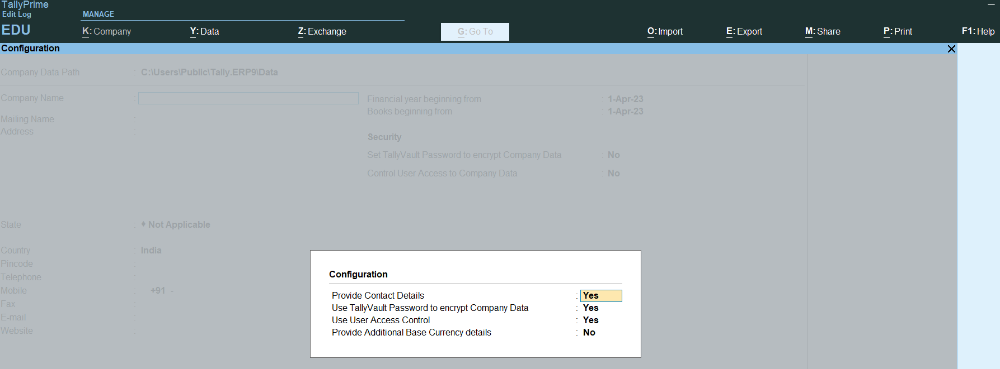 TallyPrime
Edit Log
EDU
MANAGE
K: Company
Y: Data
Z: Exchange
G: Go To
O: Import
E: Export
M: Share
P: Print
F1: Help
Configuration
Company Data Path : C:\Users\Public\Tally.ERP9\Data
Company Name :
Mailing Name :
Address :
Financial year beginning from : 1-Apr-23
Books beginning from : 1-Apr-23
Security
Set TallyVault Password to encrypt Company Data : No
Control User Access to Company Data : No
State : ♦ Not Applicable
Country : India
Pincode :
Telephone :
Mobile : +91 -
Fax :
E-mail :
Website :
Configuration
Provide Contact Details : Yes
Use TallyVault Password to encrypt Company Data : Yes
Use User Access Control : Yes
Provide Additional Base Currency details : No